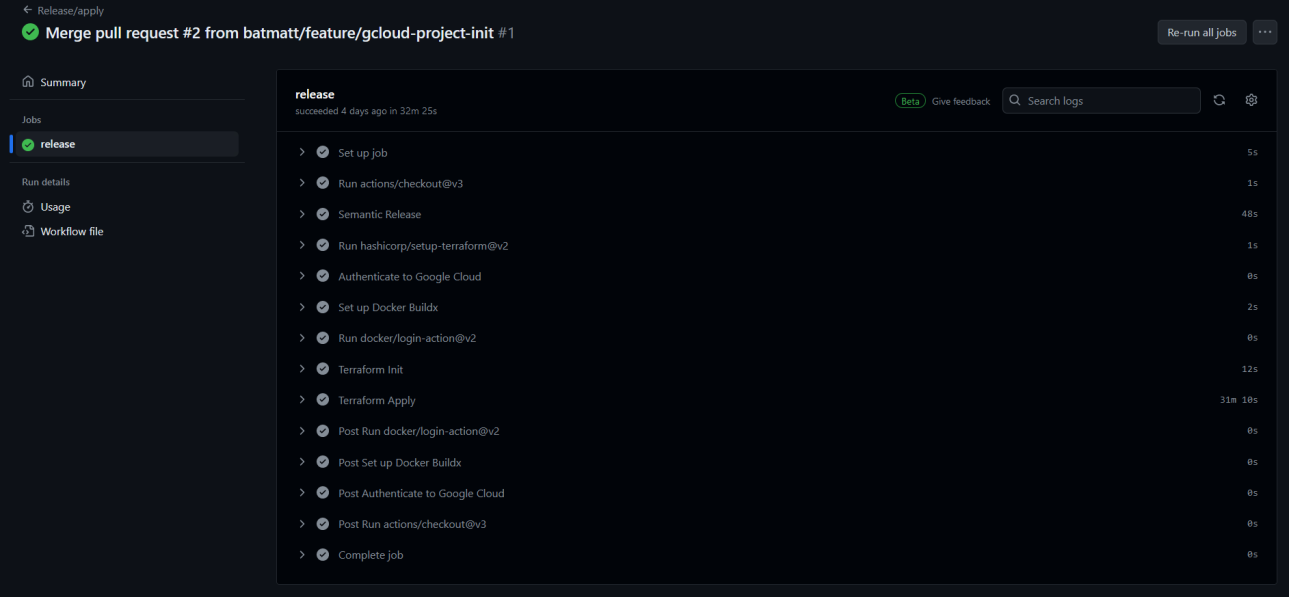 Release/apply
Merge pull request #2 from batmatt/feature/gcloud-project-init #1
Re-run all jobs
Summary
Jobs
release
Run details
Usage
Workflow file
release
succeeded 4 days ago in 32m 25s
Beta Give feedback
Search logs
Set up job 5s
Run actions/checkout@v3 1s
Semantic Release 48s
Run hashicorp/setup-terraform@v2 1s
Authenticate to Google Cloud 0s
Set up Docker Buildx 2s
Run docker/login-action@v2 0s
Terraform Init 12s
Terraform Apply 31m 10s
Post Run docker/login-action@v2 0s
Post Set up Docker Buildx 0s
Post Authenticate to Google Cloud 0s
Post Run actions/checkout@v3 0s
Complete job 0s